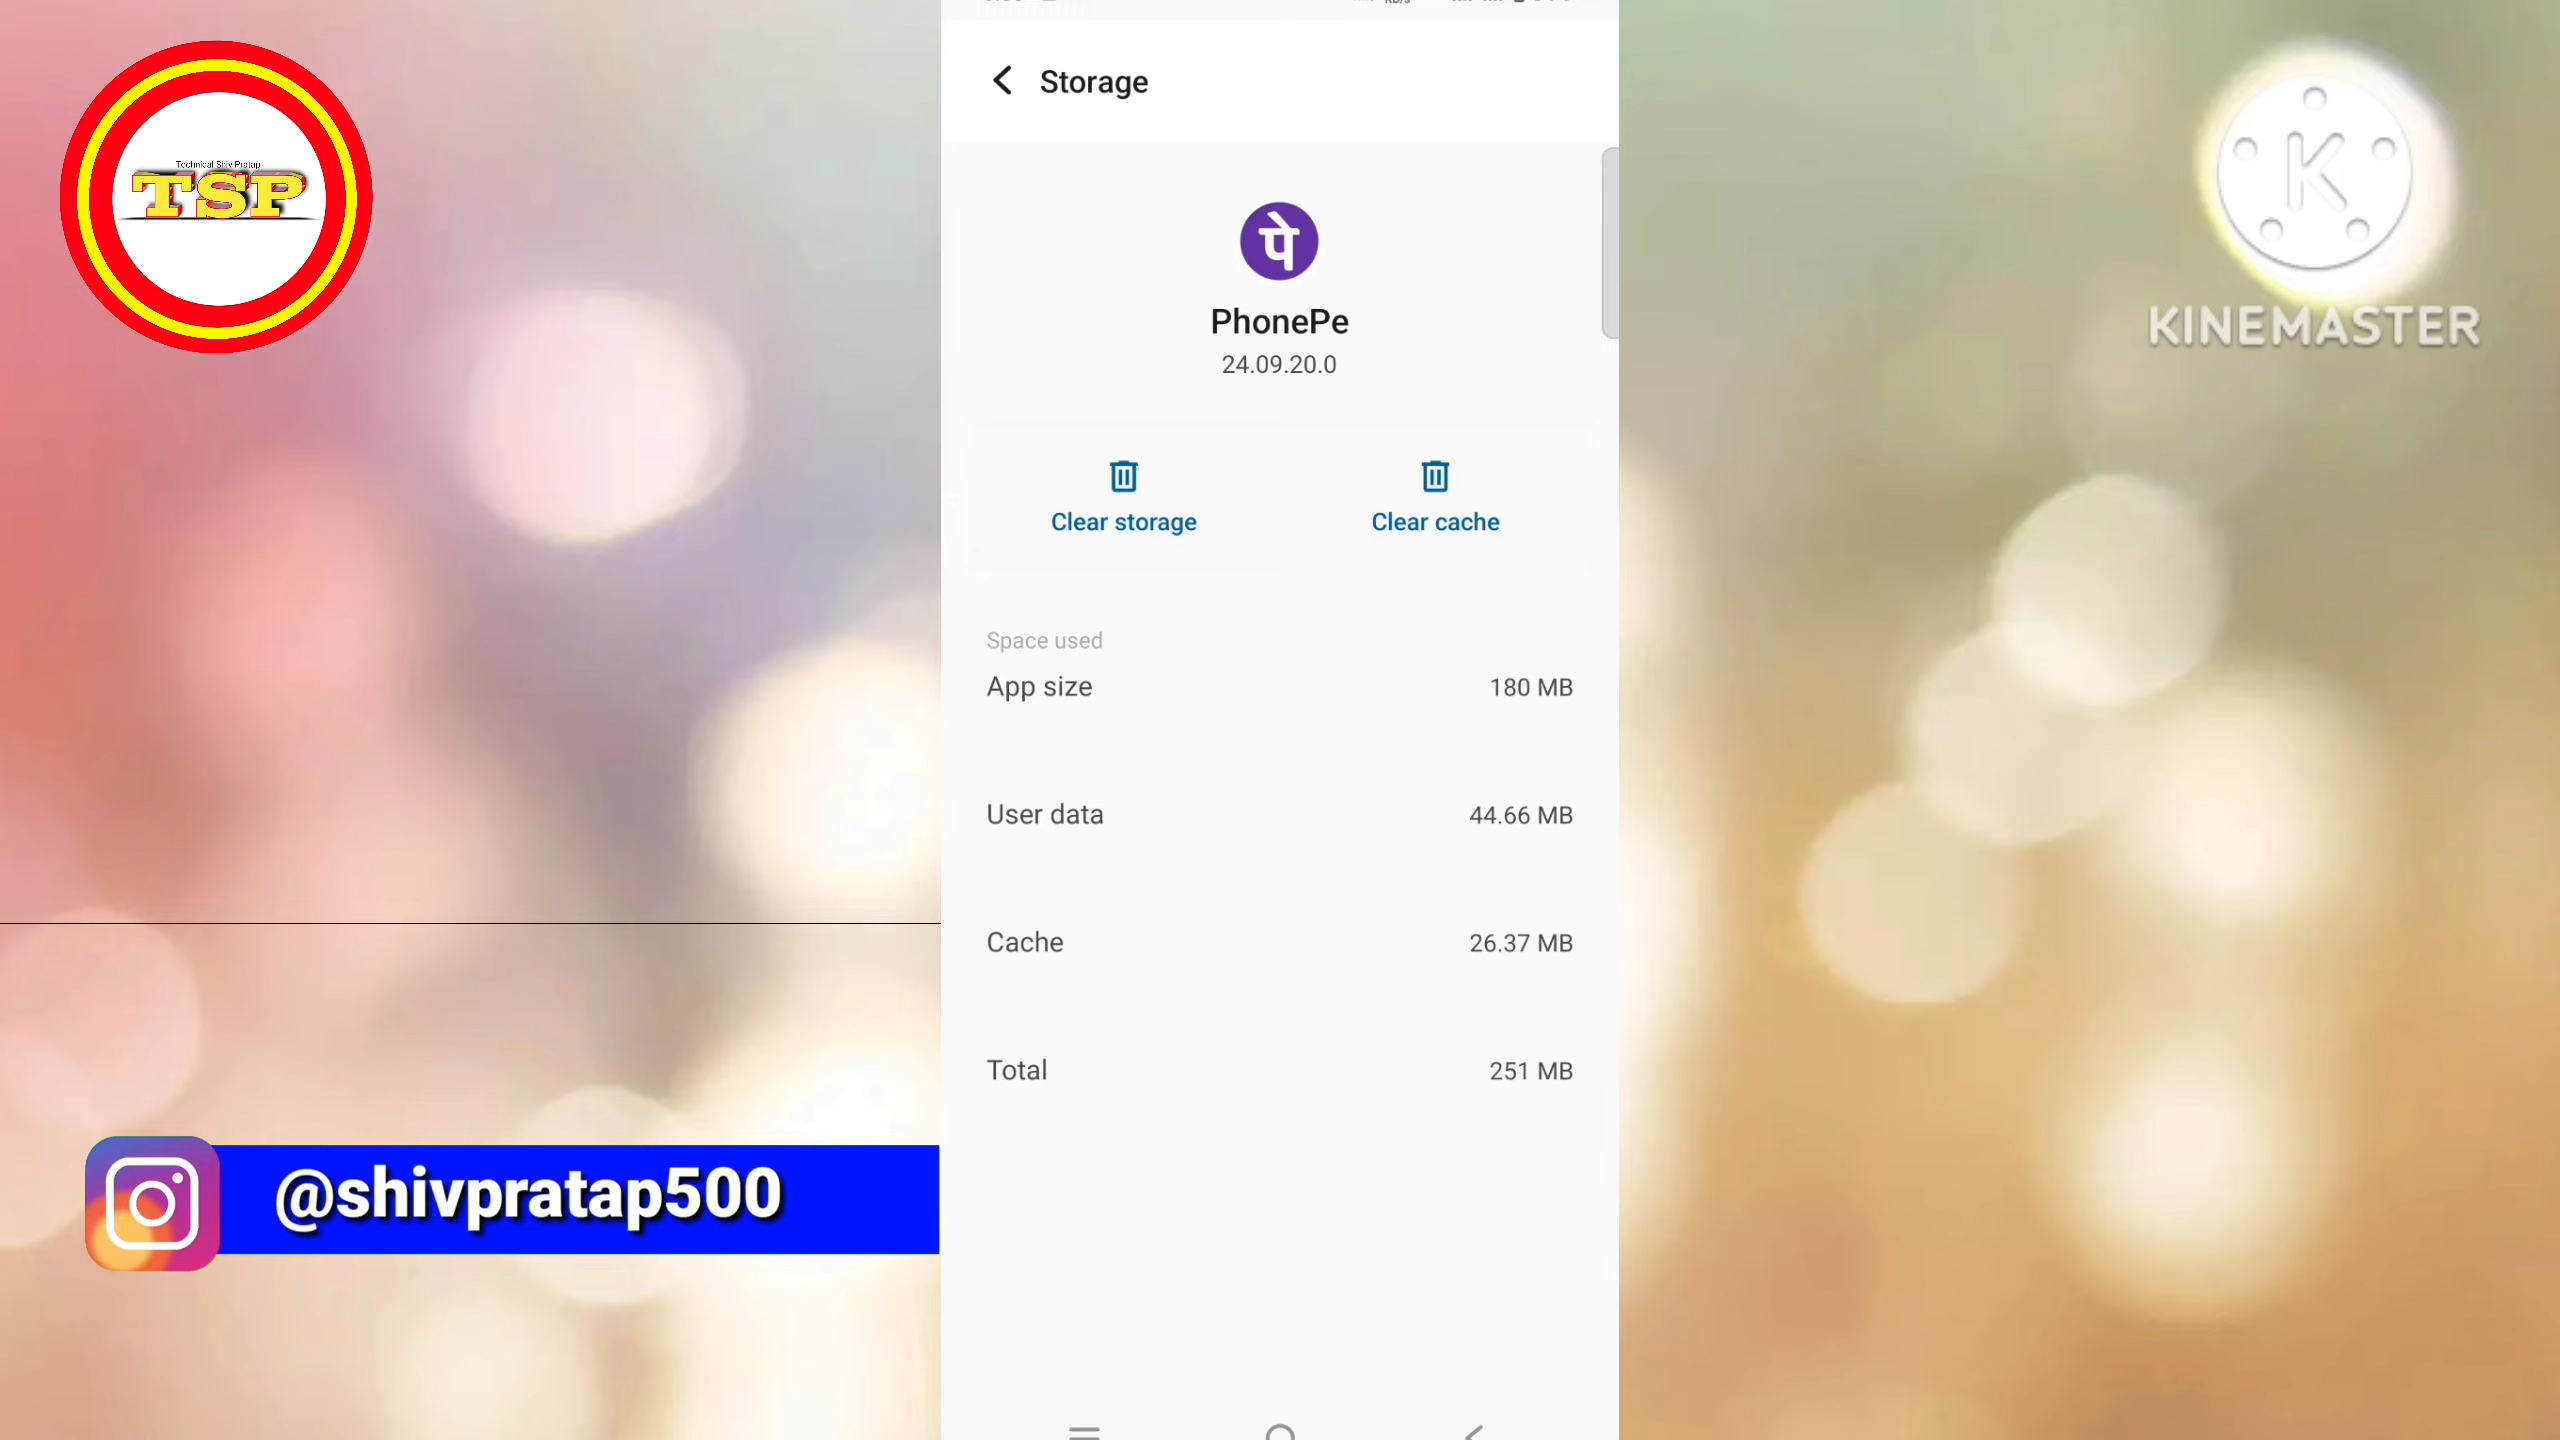 Storage
Technical Shiv Pratap
TSP
पे
PhonePe
24.09.20.0
K
KINEMASTER
Clear storage
Clear cache
Space used
App size
180 MB
User data
44.66 MB
Cache
26.37 MB
Total
251 MB
@shivpratap500